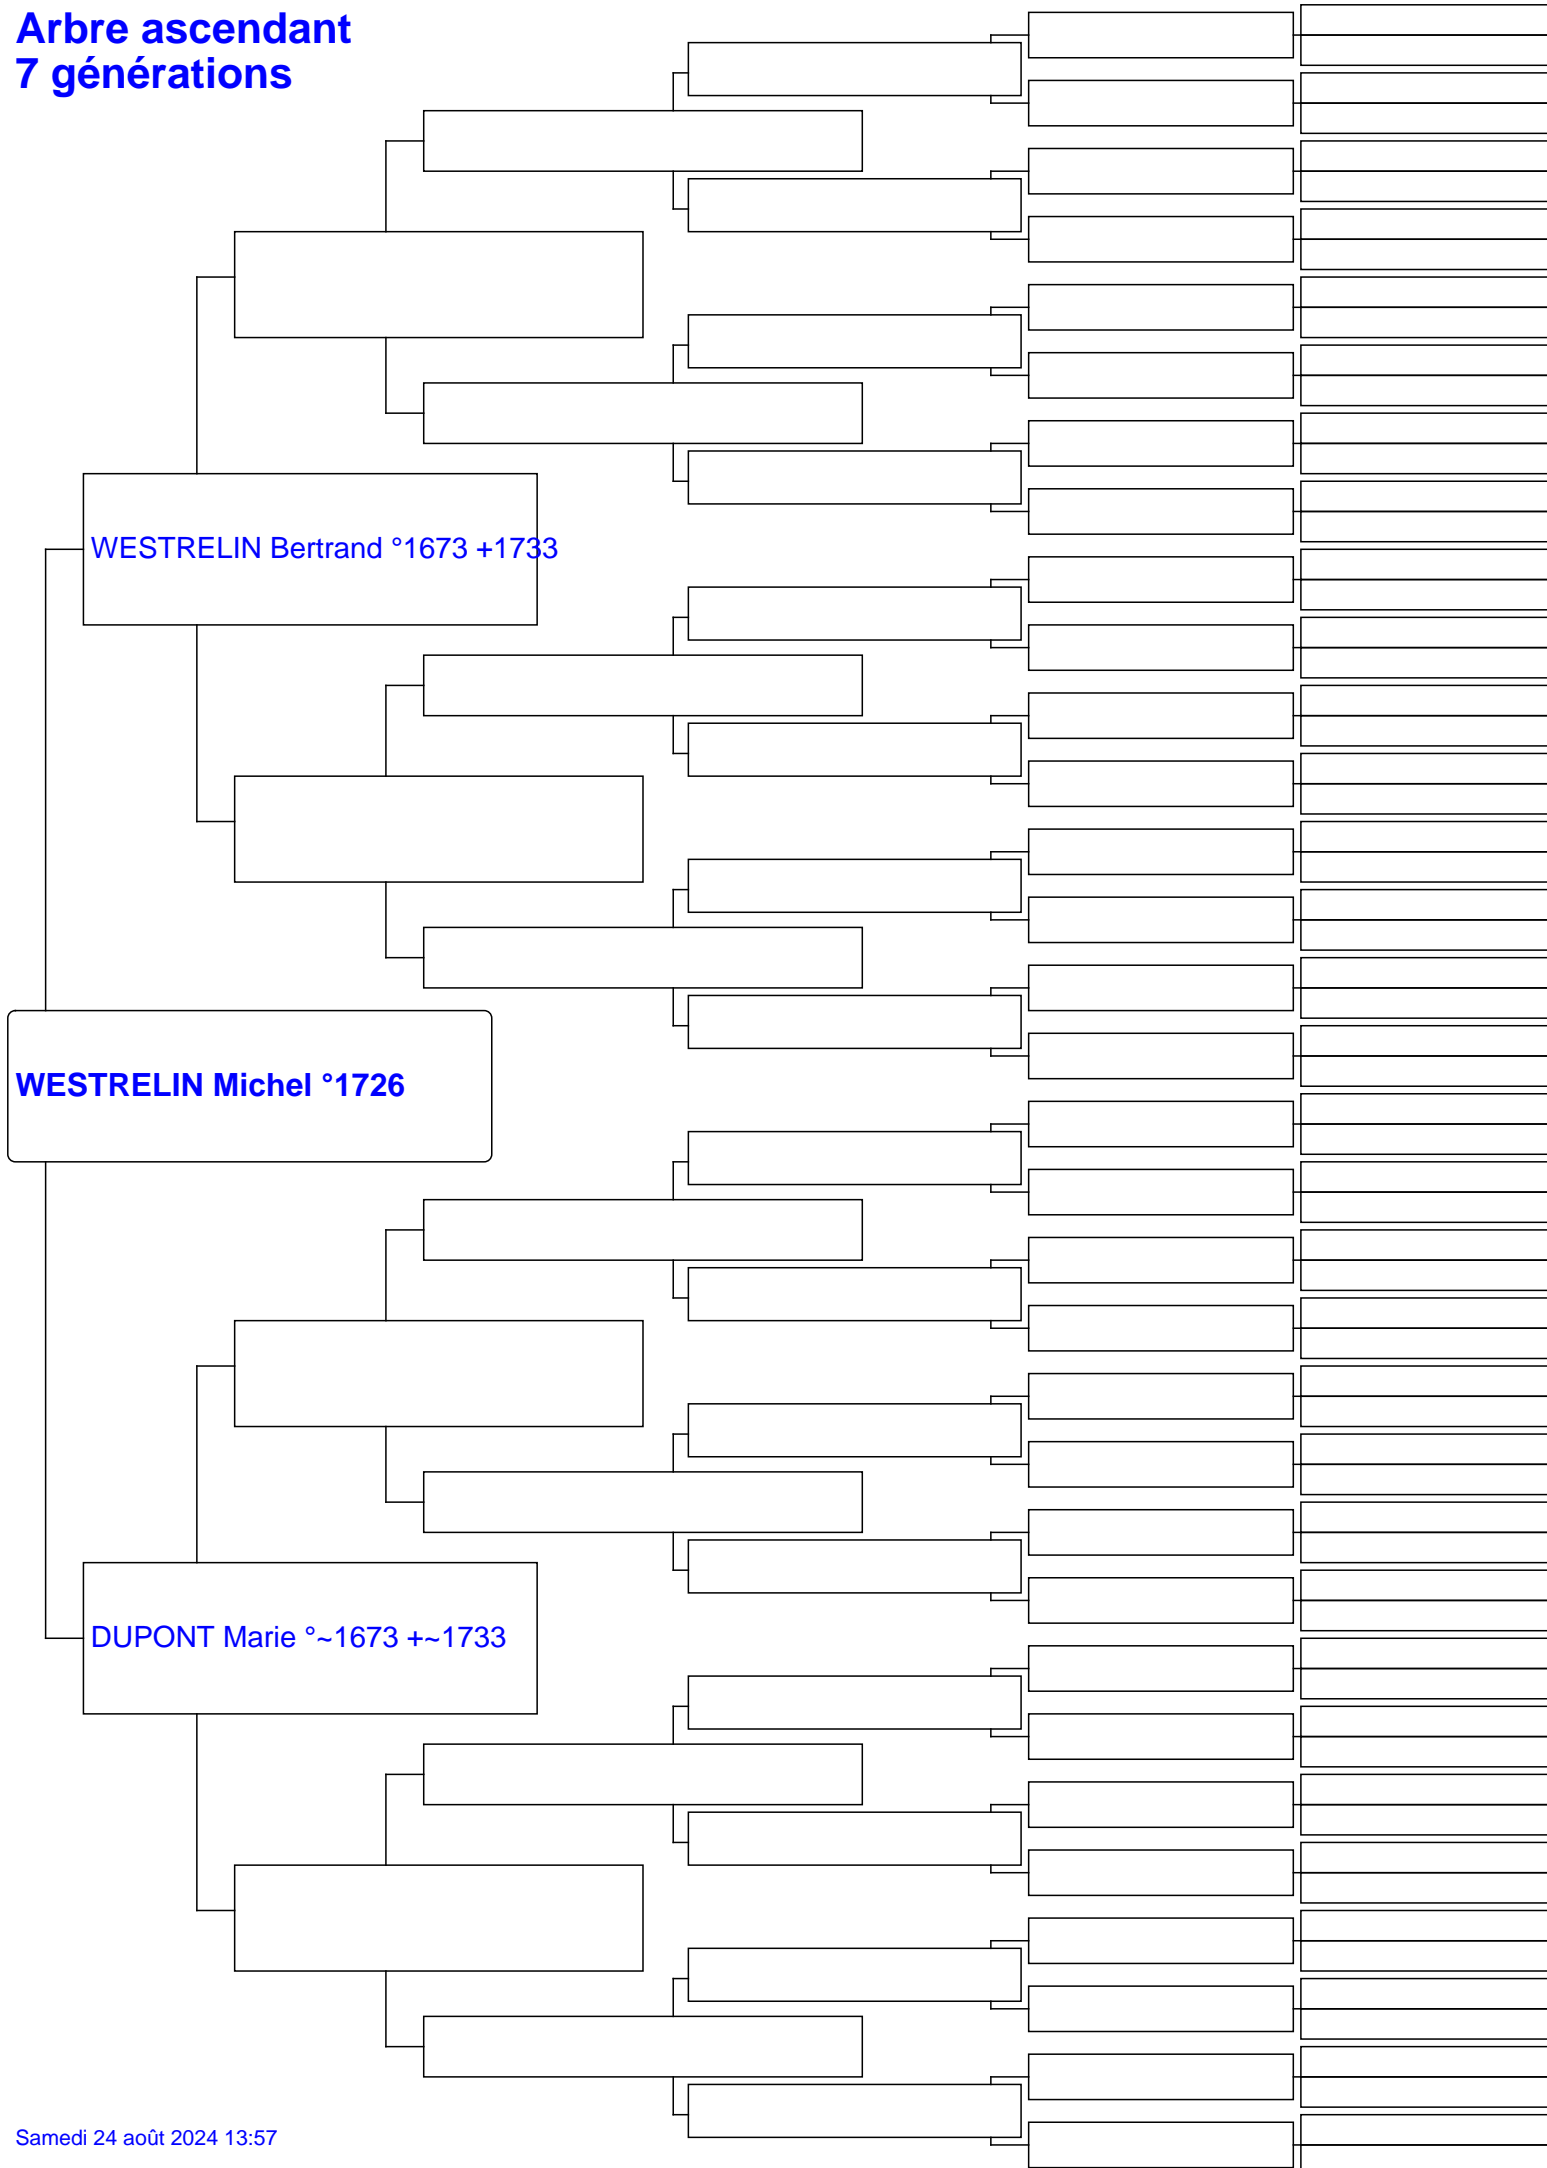 Arbre ascendant
7 générations
WESTRELIN Bertrand °1673 +1733
WESTRELIN Michel °1726
DUPONT Marie °~1673 +~1733
Samedi 24 août 2024 13:57